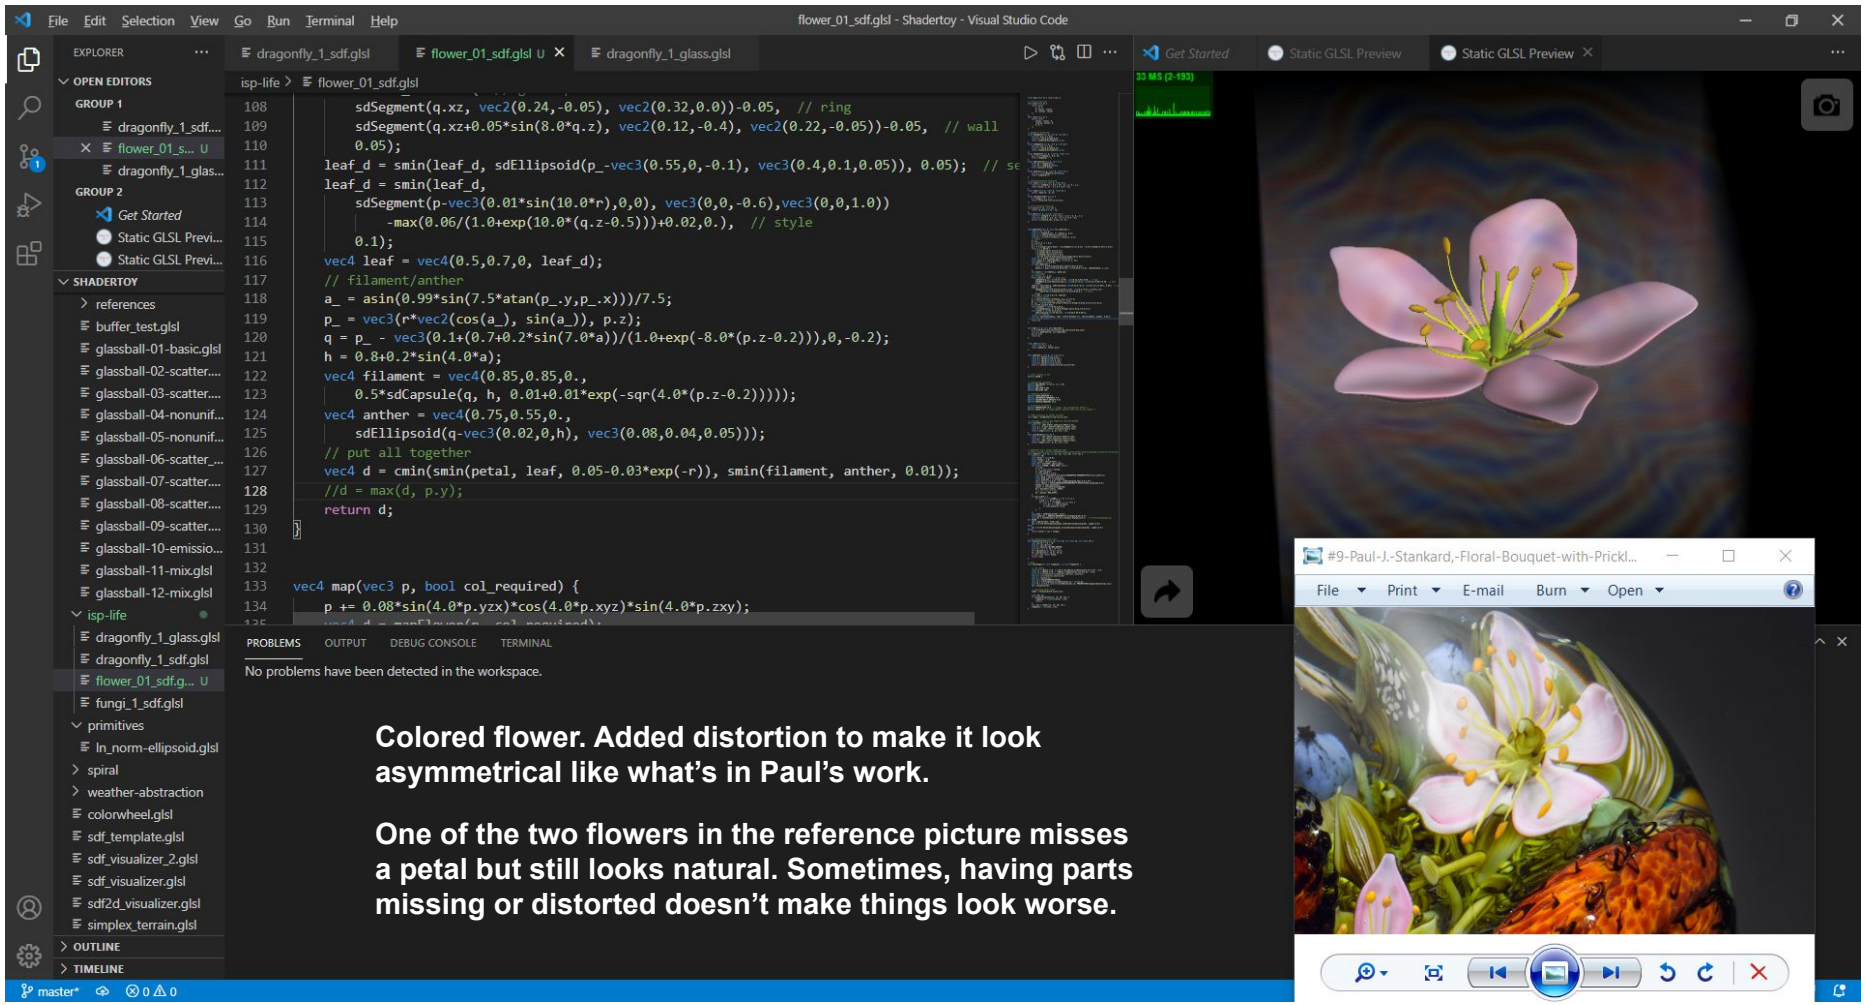 File Edit Selection View Go Run Terminal Help
flower_01_sdf.glsl - Shadertoy - Visual Studio Code
EXPLORER
OPEN EDITORS
GROUP 1
dragonfly_1_sdf....
flower_01_s... U
dragonfly_1_glas...
GROUP 2
Get Started
Static GLSL Previ...
Static GLSL Previ...
SHADERTOY
references
buffer_test.glsl
glassball-01-basic.glsl
glassball-02-scatter....
glassball-03-scatter....
glassball-04-nonunif...
glassball-05-nonunif...
glassball-06-scatter_...
glassball-07-scatter....
glassball-08-scatter....
glassball-09-scatter....
glassball-10-emissio...
glassball-11-mix.glsl
glassball-12-mix.glsl
isp-life
dragonfly_1_glass.glsl
dragonfly_1_sdf.glsl
flower_01_sdf.g... U
fungi_1_sdf.glsl
primitives
ln_norm-ellipsoid.glsl
spiral
weather-abstraction
colorwheel.glsl
sdf_template.glsl
sdf_visualizer_2.glsl
sdf_visualizer.glsl
sdf2d_visualizer.glsl
simplex_terrain.glsl
OUTLINE
TIMELINE
master* 0 0
dragonfly_1_sdf.glsl
flower_01_sdf.glsl U
dragonfly_1_glass.glsl
isp-life > flower_01_sdf.glsl
108 sdSegment(q.xz, vec2(0.24,-0.05), vec2(0.32,0.0))-0.05, // ring
109 sdSegment(q.xz+0.05*sin(8.0*q.z), vec2(0.12,-0.4), vec2(0.22,-0.05))-0.05, // wall
110 0.05);
111 leaf_d = smin(leaf_d, sdEllipsoid(p_-vec3(0.55,0,-0.1), vec3(0.4,0.1,0.05)), 0.05); // se
112 leaf_d = smin(leaf_d,
113 sdSegment(p-vec3(0.01*sin(10.0*r),0,0), vec3(0,0,-0.6),vec3(0,0,1.0))
114 -max(0.06/(1.0+exp(10.0*(q.z-0.5)))+0.02,0.), // style
115 0.1);
116 vec4 leaf = vec4(0.5,0.7,0, leaf_d);
117 // filament/anther
118 a_ = asin(0.99*sin(7.5*atan(p_.y,p_.x)))/7.5;
119 p_ = vec3(r*vec2(cos(a_), sin(a_)), p.z);
120 q = p_ - vec3(0.1+(0.7+0.2*sin(7.0*a))/(1.0+exp(-8.0*(p.z-0.2))),0,-0.2);
121 h = 0.8+0.2*sin(4.0*a);
122 vec4 filament = vec4(0.85,0.85,0.,
123 0.5*sdCapsule(q, h, 0.01+0.01*exp(-sqr(4.0*(p.z-0.2)))));
124 vec4 anther = vec4(0.75,0.55,0.,
125 sdEllipsoid(q-vec3(0.02,0,h), vec3(0.08,0.04,0.05)));
126 // put all together
127 vec4 d = cmin(smin(petal, leaf, 0.05-0.03*exp(-r)), smin(filament, anther, 0.01));
128 //d = max(d, p.y);
129 return d;
130 }
131
132
133 vec4 map(vec3 p, bool col_required) {
134 p += 0.08*sin(4.0*p.yzx)*cos(4.0*p.xyz)*sin(4.0*p.zxy);
PROBLEMS OUTPUT DEBUG CONSOLE TERMINAL
No problems have been detected in the workspace.
Colored flower. Added distortion to make it look
asymmetrical like what's in Paul's work.
One of the two flowers in the reference picture misses
a petal but still looks natural. Sometimes, having parts
missing or distorted doesn't make things look worse.
Get Started
Static GLSL Preview
Static GLSL Preview
33 MS (2-193)
#9-Paul-J.-Stankard,-Floral-Bouquet-with-Prickl...
File Print E-mail Burn Open